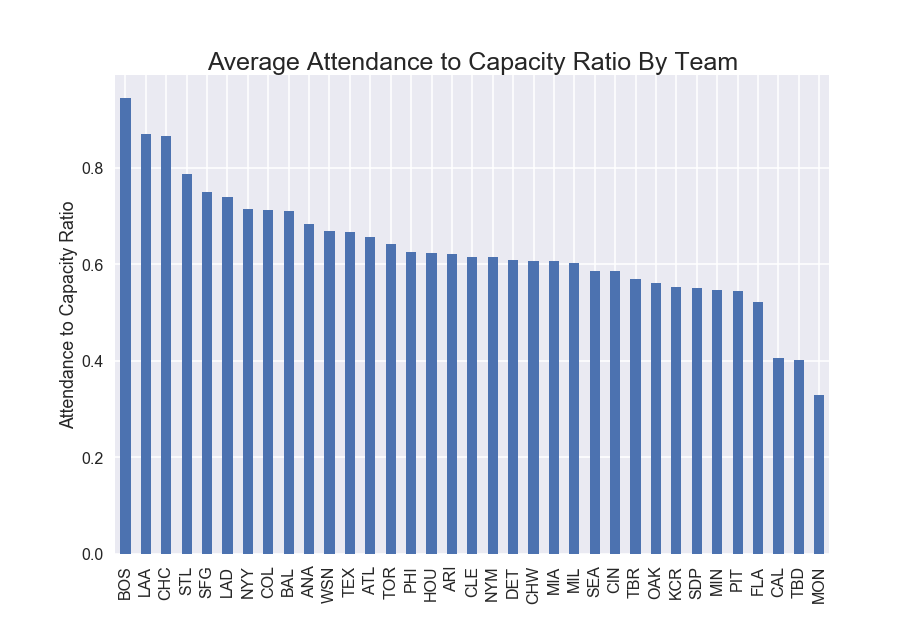 Average Attendance to Capacity Ratio By Team
Attendance to Capacity Ratio
0.8
0.6
0.4
0.2
0.0
BOS
LAA
CHC
STL
SFG
LAD
NYY
COL
BAL
ANA
WSN
TEX
ATL
TOR
PHI
HOU
ARI
CLE
NYM
DET
CHW
MIA
MIL
SEA
CIN
TBR
OAK
KCR
SDP
MIN
PIT
FLA
CAL
TBD
MON